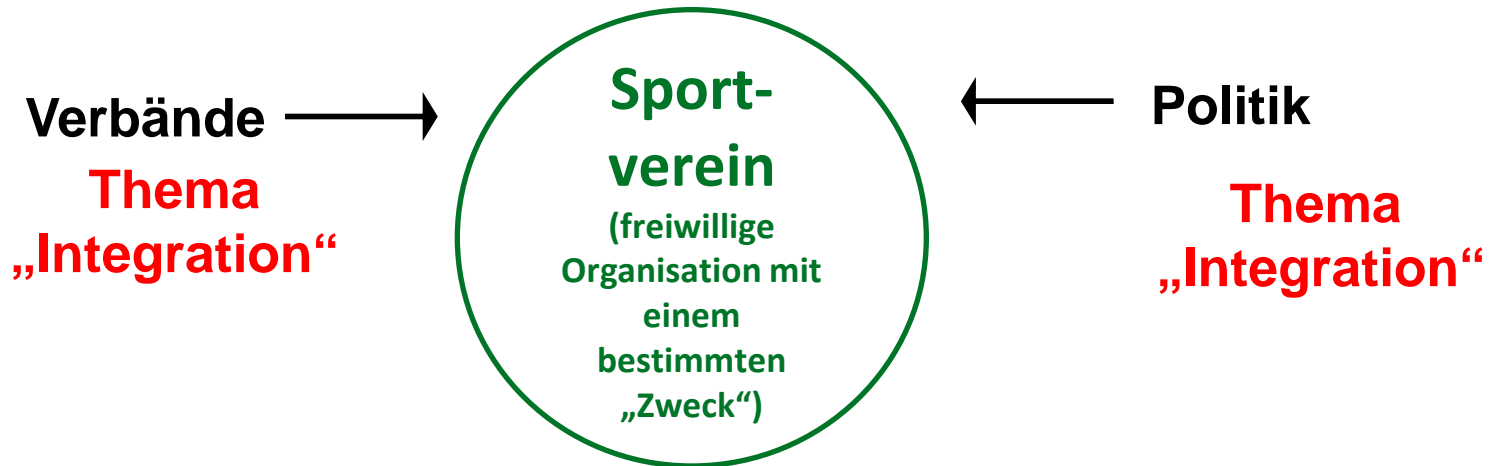 Verbände
Thema
„Integration“
Sport-
verein
(freiwillige
Organisation mit
einem
bestimmten
„Zweck“)
Politik
Thema
„Integration“